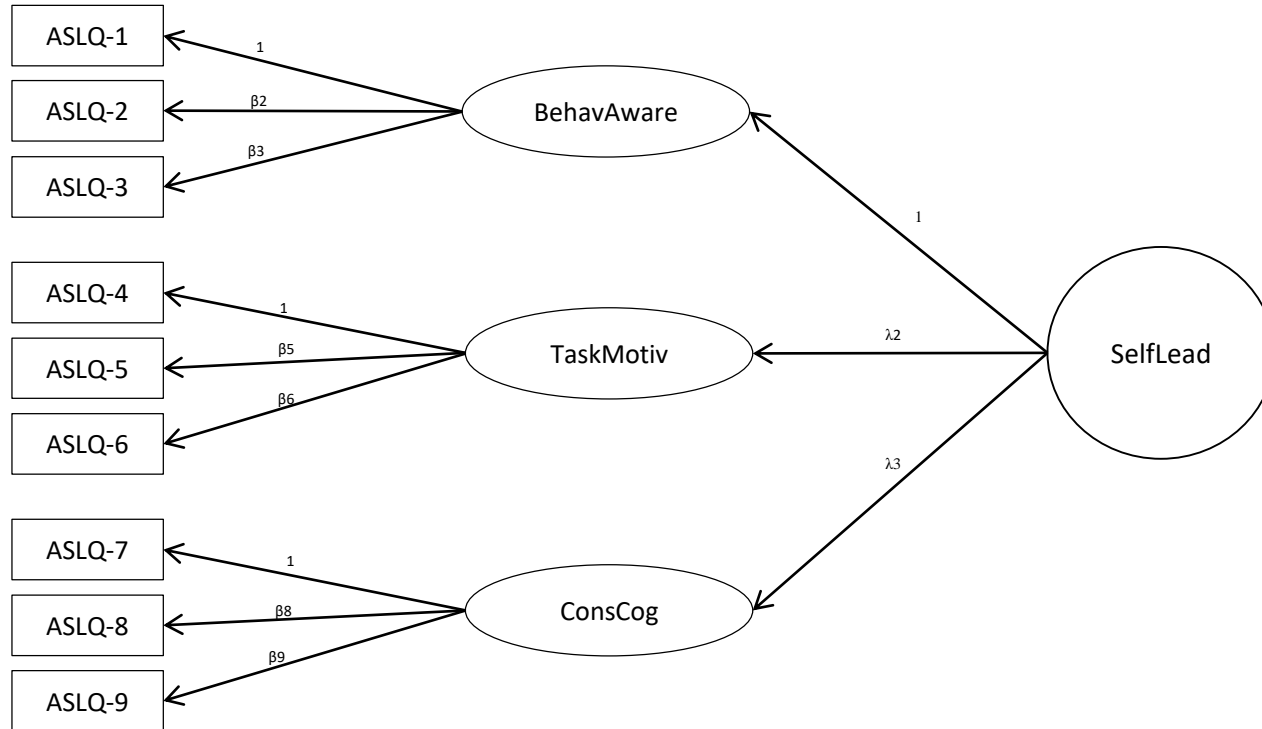 ASLQ-1
1
ASLQ-2
β2
BehavAware
β3
ASLQ-3
1
ASLQ-4
1
ASLQ-5
β5
TaskMotiv
λ2
SelfLead
β6
ASLQ-6
λ3
ASLQ-7
1
ASLQ-8
β8
ConsCog
β9
ASLQ-9